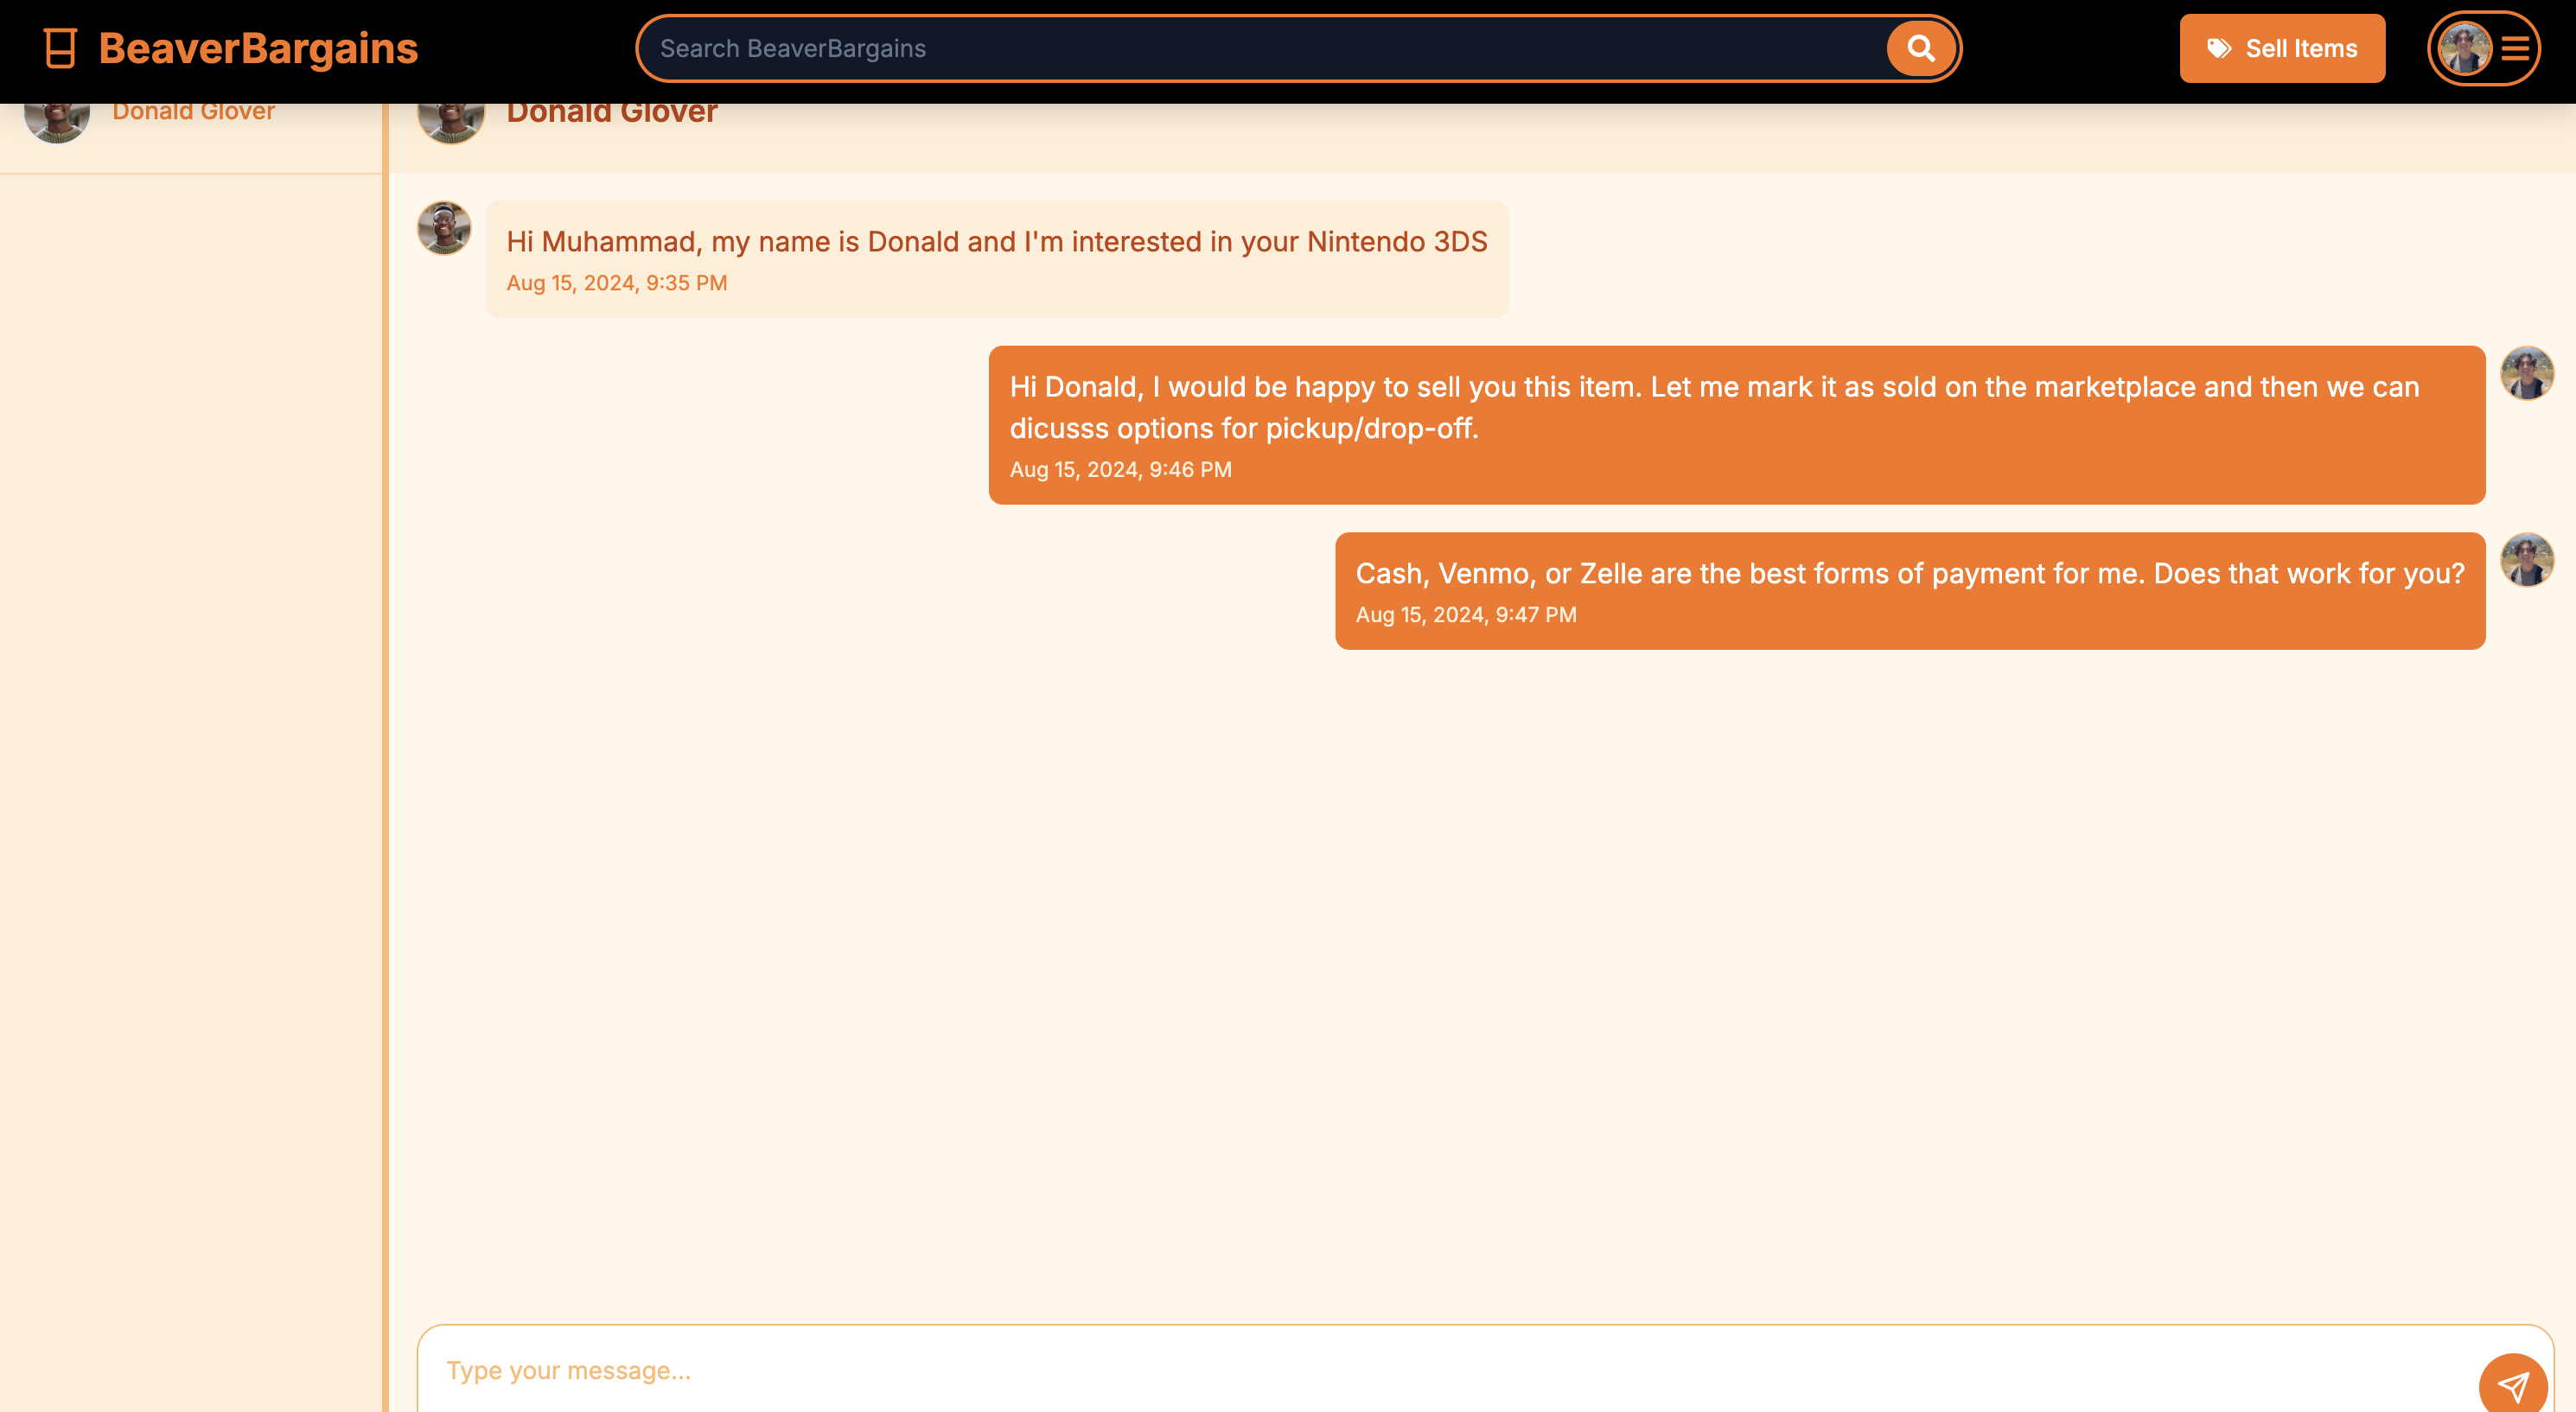 BeaverBargains
Search BeaverBargains
Sell Items
Donald Glover
Donald Glover
Hi Muhammad, my name is Donald and I'm interested in your Nintendo 3DS
Aug 15, 2024, 9:35 PM
Hi Donald, I would be happy to sell you this item. Let me mark it as sold on the marketplace and then we can
dicusss options for pickup/drop-off.
Aug 15, 2024, 9:46 PM
Cash, Venmo, or Zelle are the best forms of payment for me. Does that work for you?
Aug 15, 2024, 9:47 PM
Type your message...